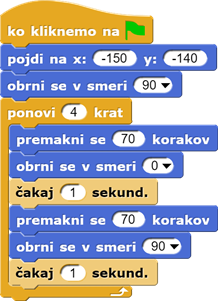 ko kliknemo na
pojdi na x: -150 y: -140
obrni se v smeri 90
ponovi 4 krat
premakni se 70 korakov
obrni se v smeri 0
čakaj 1 sekund.
premakni se 70 korakov
obrni se v smeri 90
čakaj 1 sekund.